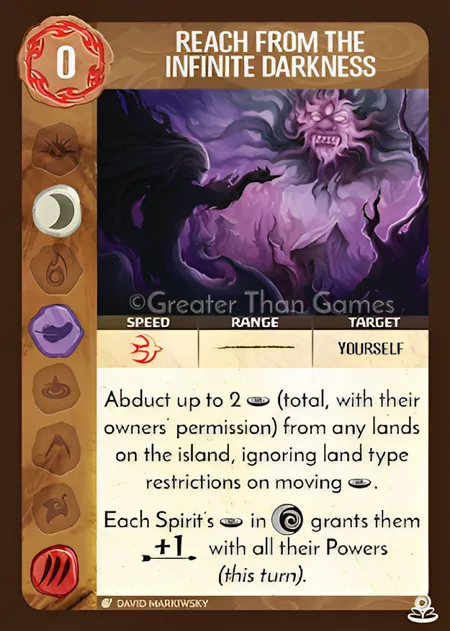 0
REACH FROM THE
INFINITE DARKNESS
©Greater Than Games
SPEED RANGE TARGET
YOURSELF
Abduct up to 2 (total, with their
owners' permission) from any lands
on the island, ignoring land type
restrictions on moving .
Each Spirit's in grants them
+1 with all their Powers
(this turn).
DAVID MARKIWSKY